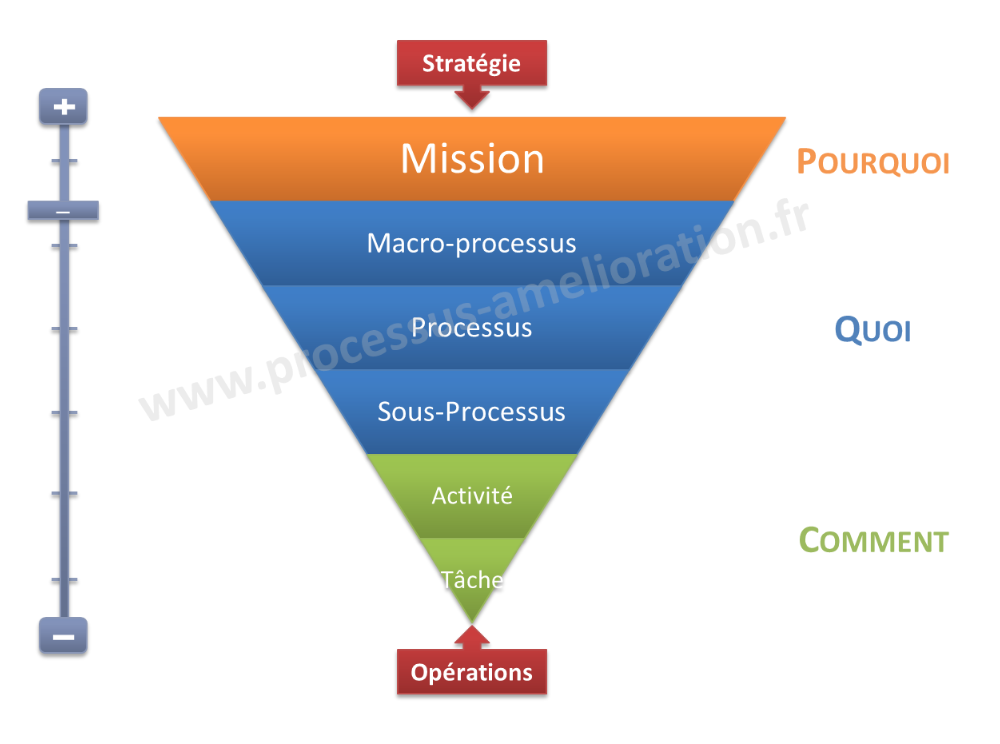 Stratégie
+
Mission
POURQUOI
–
Macro-processus
www.processus-amelioration.fr
Processus
QUOI
Sous-Processus
Activité
COMMENT
Tâche
–
Opérations